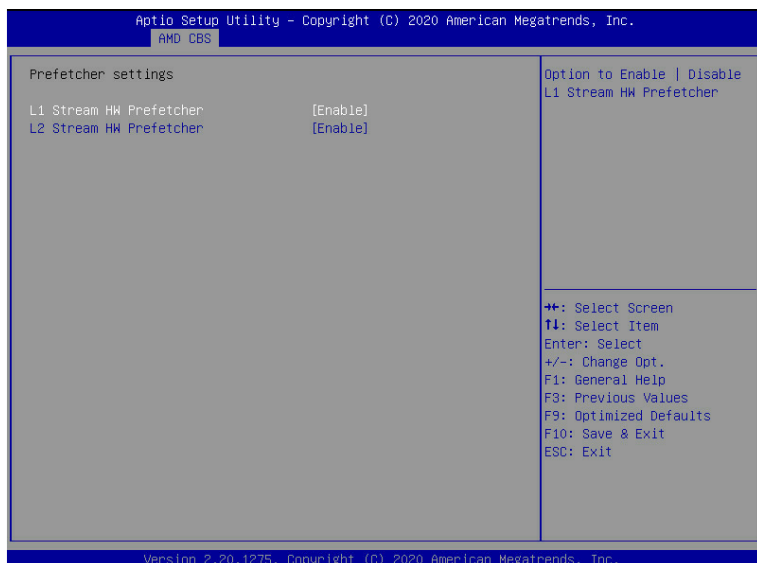 Aptio Setup Utility – Copyright (C) 2020 American Megatrends, Inc.
AMD CBS
Prefetcher settings
L1 Stream HW Prefetcher [Enable]
L2 Stream HW Prefetcher [Enable]
Option to Enable | Disable
L1 Stream HW Prefetcher
→←: Select Screen
↑↓: Select Item
Enter: Select
+/-: Change Opt.
F1: General Help
F3: Previous Values
F9: Optimized Defaults
F10: Save & Exit
ESC: Exit
Version 2.20.1275. Copyright (C) 2020 American Megatrends, Inc.